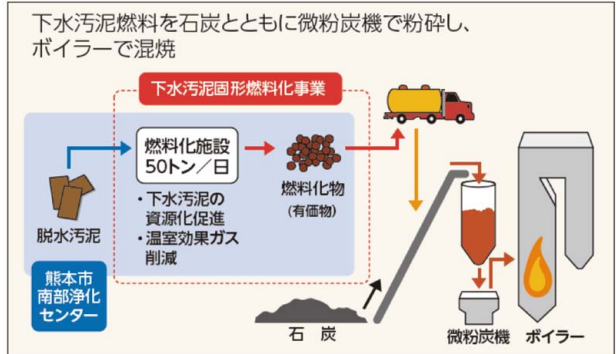 下水汚泥燃料を石炭とともに微粉炭機で粉砕し、
ボイラーで混焼
下水汚泥固形燃料化事業
燃料化施設
50トン／日
・下水汚泥の
資源化促進
・温室効果ガス
削減
燃料化物
(有価物)
脱水汚泥
熊本市
南部浄化
センター
石 炭
微粉炭機
ボイラー